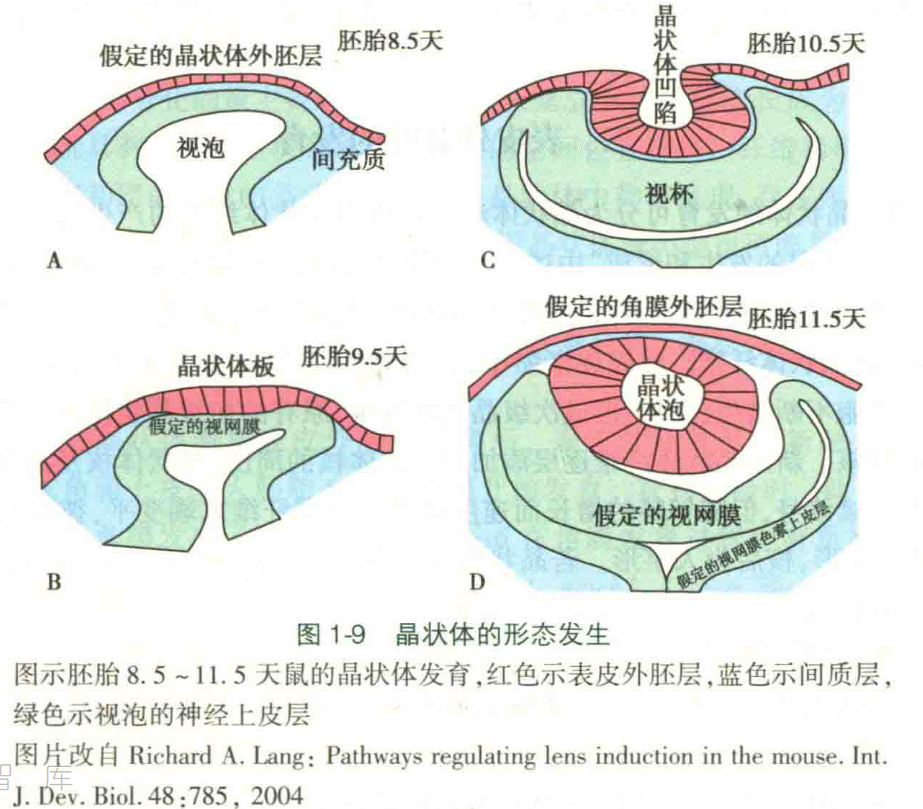 假定的晶状体外胚层
胚胎8.5天
视泡
间充质
A
晶状体板
胚胎9.5天
假定的视网膜
B
晶状体凹陷
胚胎10.5天
视杯
C
假定的角膜外胚层
胚胎11.5天
晶状
体泡
假定的视网膜
假定的视网膜色素上皮层
D
图 1-9 晶状体的形态发生
图示胚胎 8.5 ~ 11.5 天鼠的晶状体发育,红色示表皮外胚层,蓝色示间质层,
绿色示视泡的神经上皮层
图片改自 Richard A. Lang: Pathways regulating lens induction in the mouse. Int.
J. Dev. Biol. 48:785, 2004
库